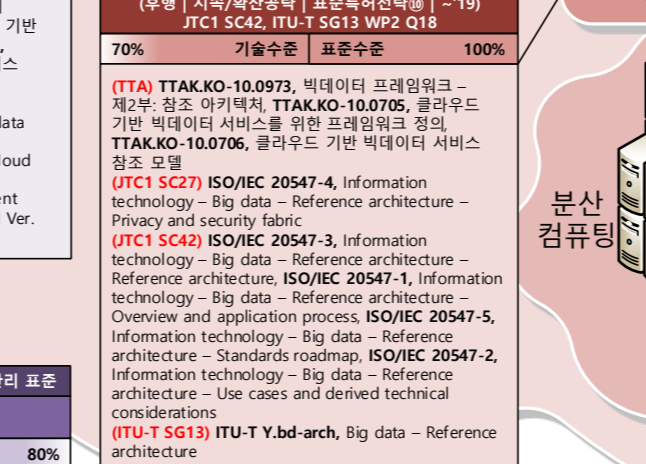 기반
스
data
loud
ent
Ver.
(후행 | 지속/확산공략 | 표준특허전략⑩ | ~'19)
JTC1 SC42, ITU-T SG13 WP2 Q18
70% 기술수준 표준수준 100%
(TTA) TTAK.KO-10.0973, 빅데이터 프레임워크 –
제2부: 참조 아키텍처, TTAK.KO-10.0705, 클라우드
기반 빅데이터 서비스를 위한 프레임워크 정의,
TTAK.KO-10.0706, 클라우드 기반 빅데이터 서비스
참조 모델
(JTC1 SC27) ISO/IEC 20547-4, Information
technology – Big data – Reference architecture –
Privacy and security fabric
(JTC1 SC42) ISO/IEC 20547-3, Information
technology – Big data – Reference architecture –
Reference architecture, ISO/IEC 20547-1, Information
technology – Big data – Reference architecture –
Overview and application process, ISO/IEC 20547-5,
Information technology – Big data – Reference
architecture – Standards roadmap, ISO/IEC 20547-2,
Information technology – Big data – Reference
architecture – Use cases and derived technical
considerations
(ITU-T SG13) ITU-T Y.bd-arch, Big data – Reference
architecture
분산
컴퓨팅
리 표준
80%